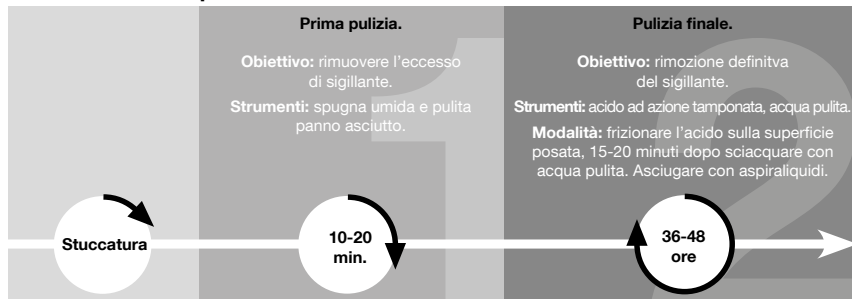 Prima pulizia.
Obiettivo: rimuovere l'eccesso
di sigillante.
Strumenti: spugna umida e pulita
panno asciutto.
1
Pulizia finale.
Obiettivo: rimozione definitva
del sigillante.
Strumenti: acido ad azione tamponata, acqua pulita.
Modalità: frizionare l'acido sulla superficie
posata, 15-20 minuti dopo sciacquare con
acqua pulita. Asciugare con aspiraliquidi.
2
Stuccatura
10-20
min.
36-48
ore